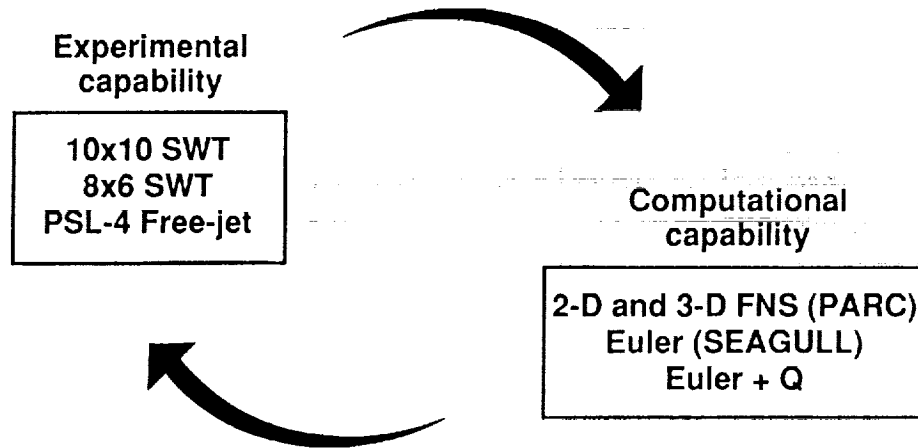 Experimental
capability
10x10 SWT
8x6 SWT
PSL-4 Free-jet
Computational
capability
2-D and 3-D FNS (PARC)
Euler (SEAGULL)
Euler + Q